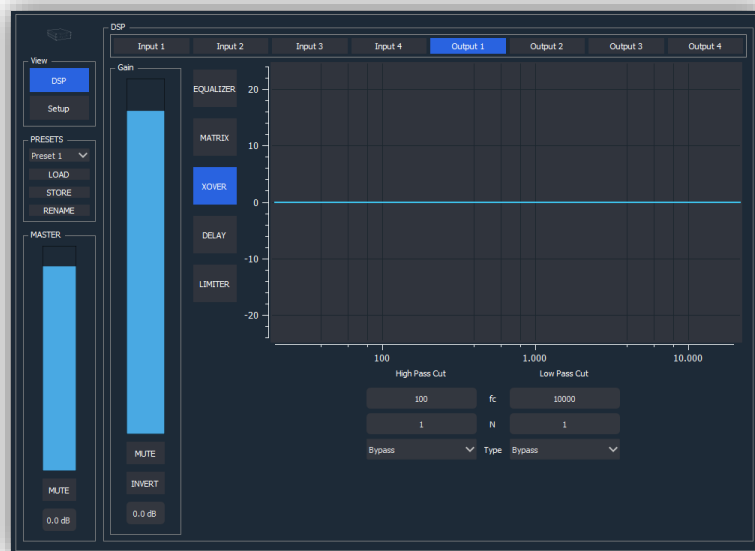 DSP
Input 1 Input 2 Input 3 Input 4 Output 1 Output 2 Output 3 Output 4
View
DSP
Setup
PRESETS
Preset 1
LOAD
STORE
RENAME
MASTER
MUTE
0.0 dB
Gain
MUTE
INVERT
0.0 dB
EQUALIZER
MATRIX
XOVER
DELAY
LIMITER
20
10
0
-10
-20
100 1.000 10.000
High Pass Cut Low Pass Cut
100 fc 10000
1 N 1
Bypass Type Bypass